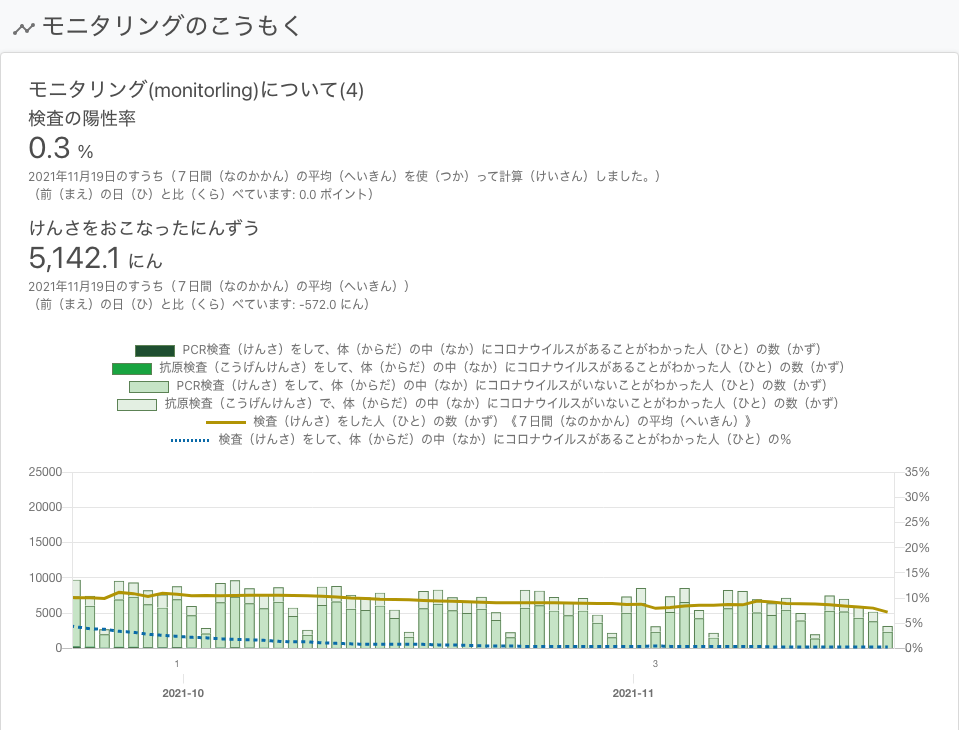 モニタリングのこうもく
モニタリング(monitorling)について(4)
検査の陽性率
0.3 %
2021年11月19日のすうち（７日間（なのかかん）の平均（へいきん）を使（つか）って計算（けいさん）しました。）
（前（まえ）の日（ひ）と比（くら）べています: 0.0 ポイント）
けんさをおこなったにんずう
5,142.1 にん
2021年11月19日のすうち（７日間（なのかかん）の平均（へいきん））
（前（まえ）の日（ひ）と比（くら）べています: -572.0 にん）
PCR検査（けんさ）をして、体（からだ）の中（なか）にコロナウイルスがあることがわかった人（ひと）の数（かず）
抗原検査（こうげんけんさ）をして、体（からだ）の中（なか）にコロナウイルスがあることがわかった人（ひと）の数（かず）
PCR検査（けんさ）をして、体（からだ）の中（なか）にコロナウイルスがいないことがわかった人（ひと）の数（かず）
抗原検査（こうげんけんさ）で、体（からだ）の中（なか）にコロナウイルスがいないことがわかった人（ひと）の数（かず）
検査（けんさ）をした人（ひと）の数（かず）《７日間（なのかかん）の平均（へいきん）》
検査（けんさ）をして、体（からだ）の中（なか）にコロナウイルスがあることがわかった人（ひと）の％
25000 35%
30%
20000
25%
15000
20%
15%
10000
10%
5000
5%
0 0%
1 3
2021-10 2021-11